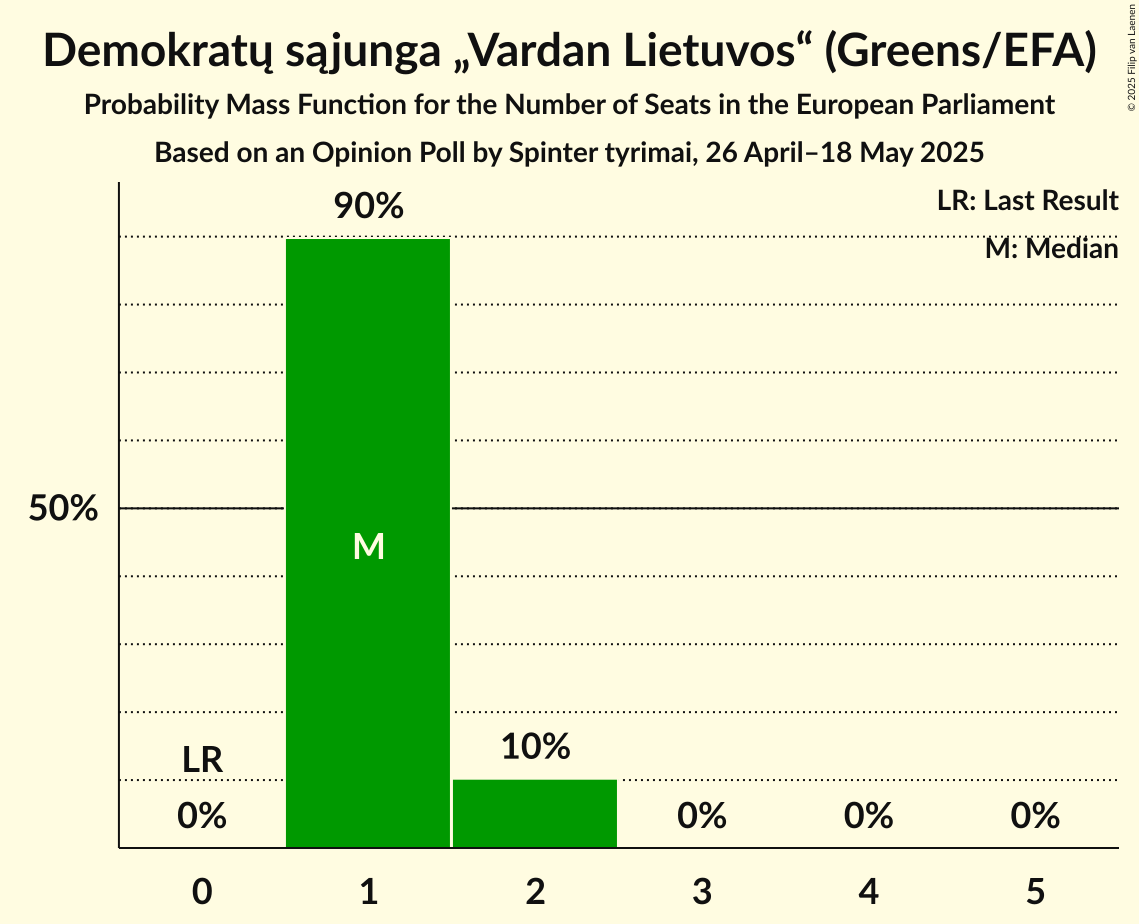 Demokratų sąjunga „Vardan Lietuvos“ (Greens/EFA)
Probability Mass Function for the Number of Seats in the European Parliament
Based on an Opinion Poll by Spinter tyrimai, 26 April–18 May 2025
© 2025 Filip van Laenen
LR: Last Result
M: Median
90%
50%
M
LR
10%
0%
0%
0%
0%
0 1 2 3 4 5